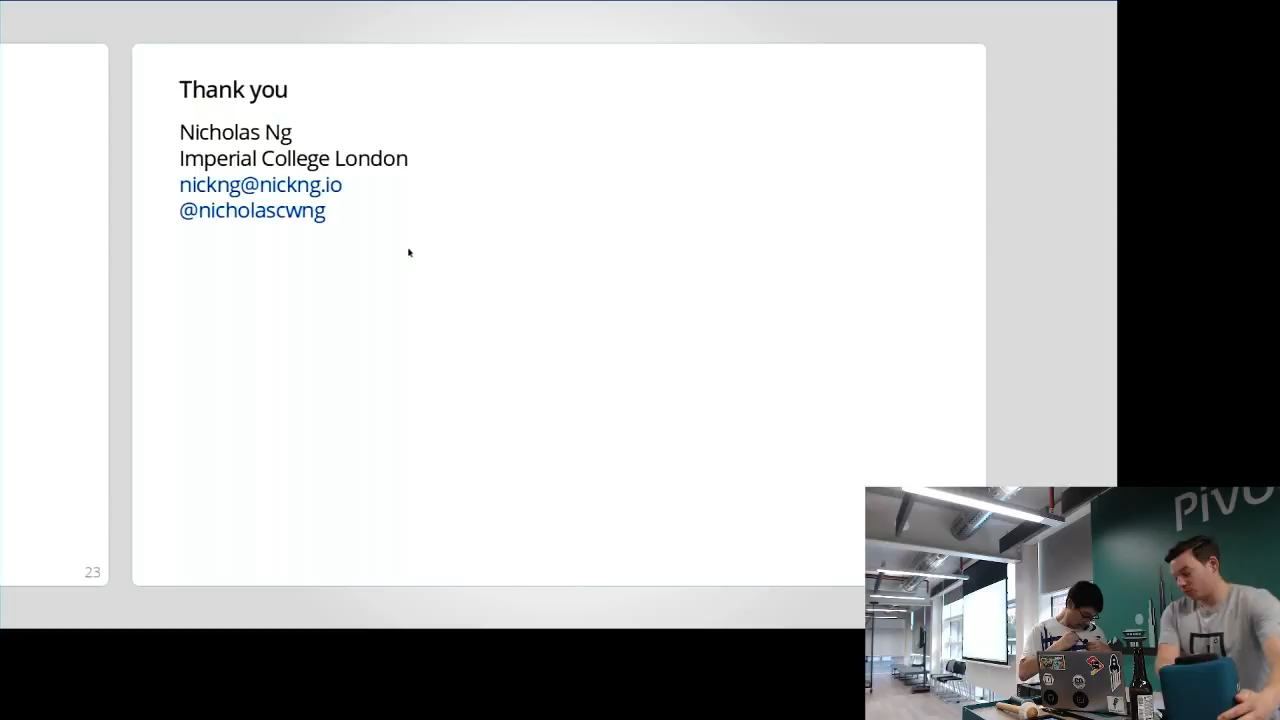 Thank you
Nicholas Ng
Imperial College London
nickng@nickng.io
@nicholascwng
23
Pivo